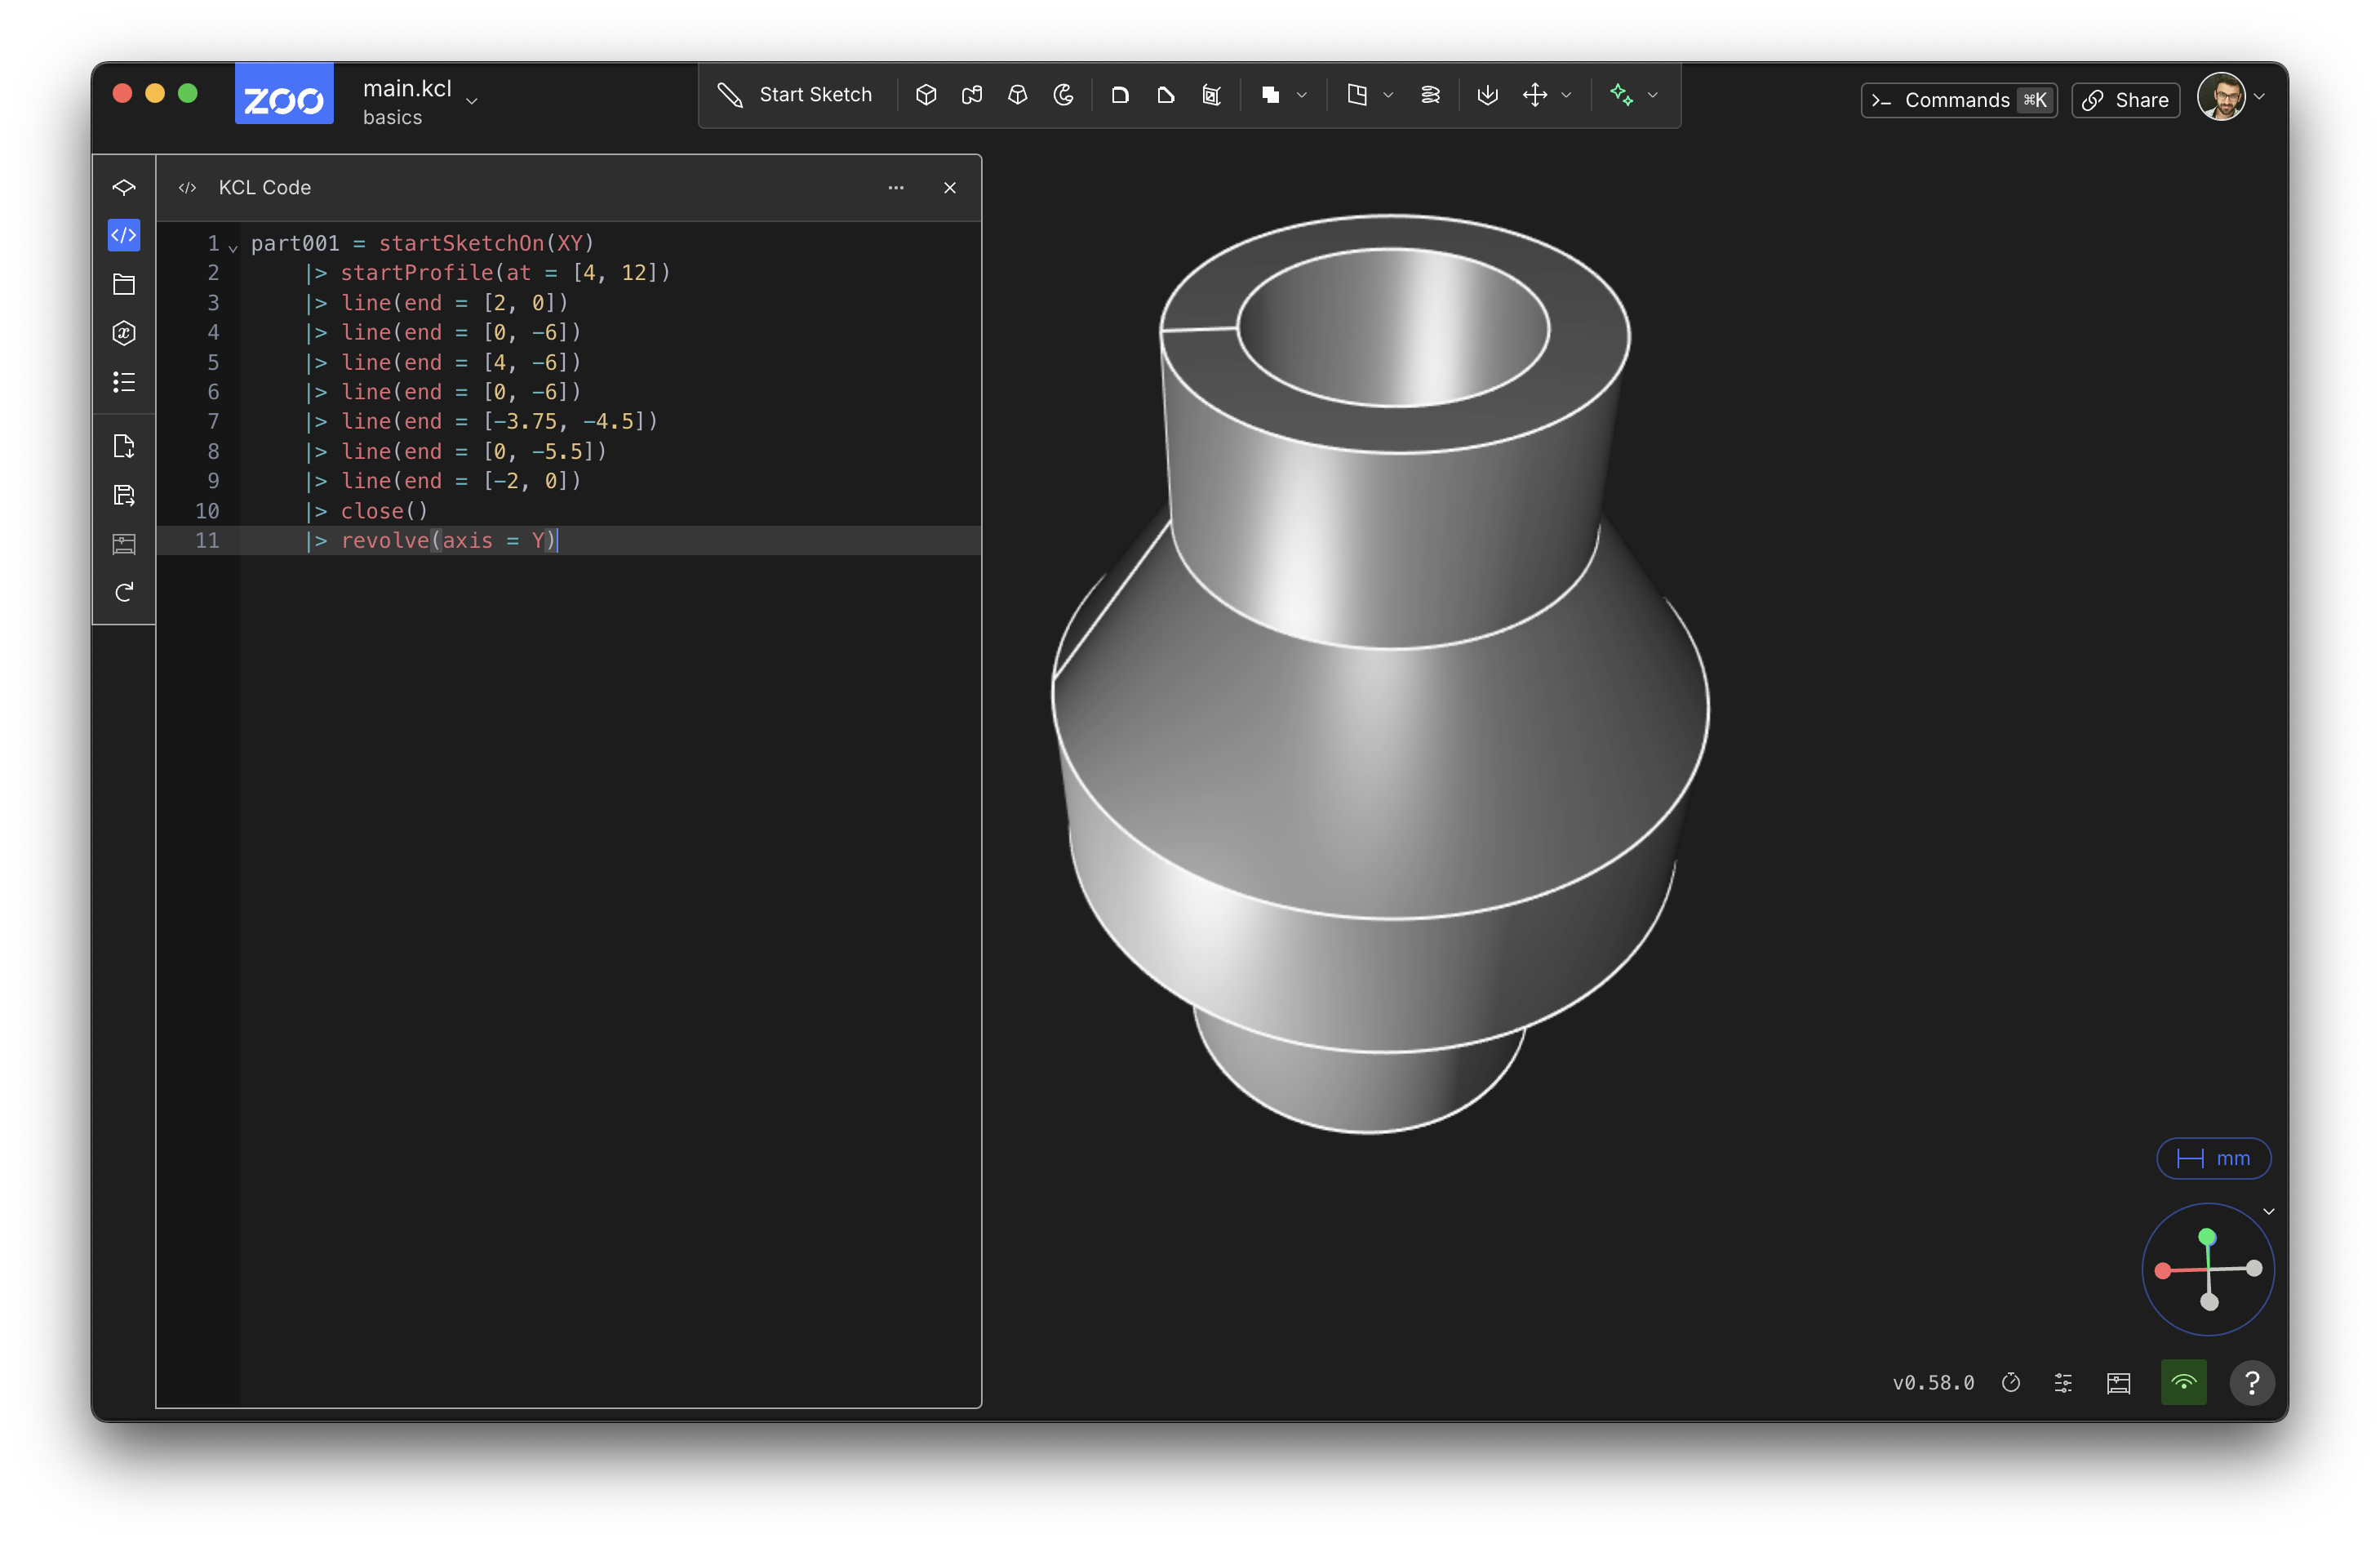 ZOO
main.kcl
basics
Start Sketch
Commands ⌘K
Share
</> KCL Code
1 part001 = startSketchOn(XY)
2     |> startProfile(at = [4, 12])
3     |> line(end = [2, 0])
4     |> line(end = [0, -6])
5     |> line(end = [4, -6])
6     |> line(end = [0, -6])
7     |> line(end = [-3.75, -4.5])
8     |> line(end = [0, -5.5])
9     |> line(end = [-2, 0])
10     |> close()
11     |> revolve(axis = Y)
mm
v0.58.0
?